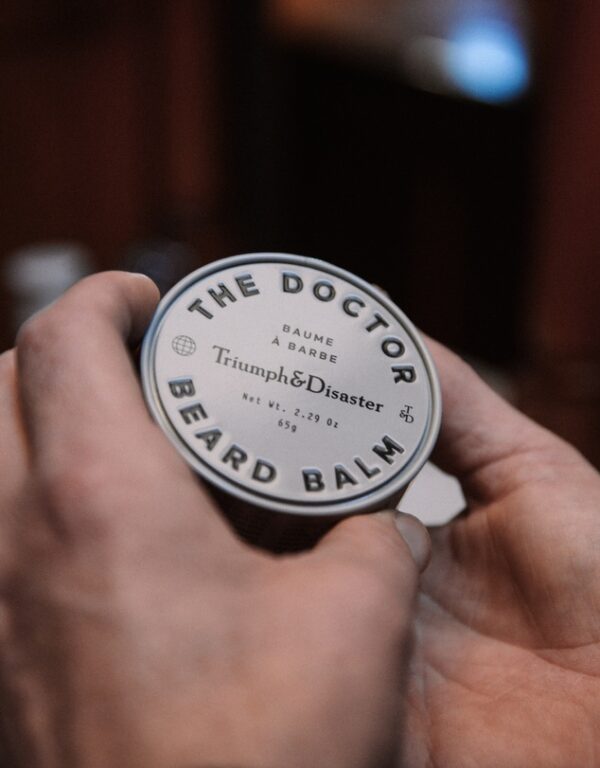 THE DOCTOR
BAUME
À BARBE
Triumph&Disaster
Net Wt. 2.29 Oz
65g
T&D
BEARD BALM